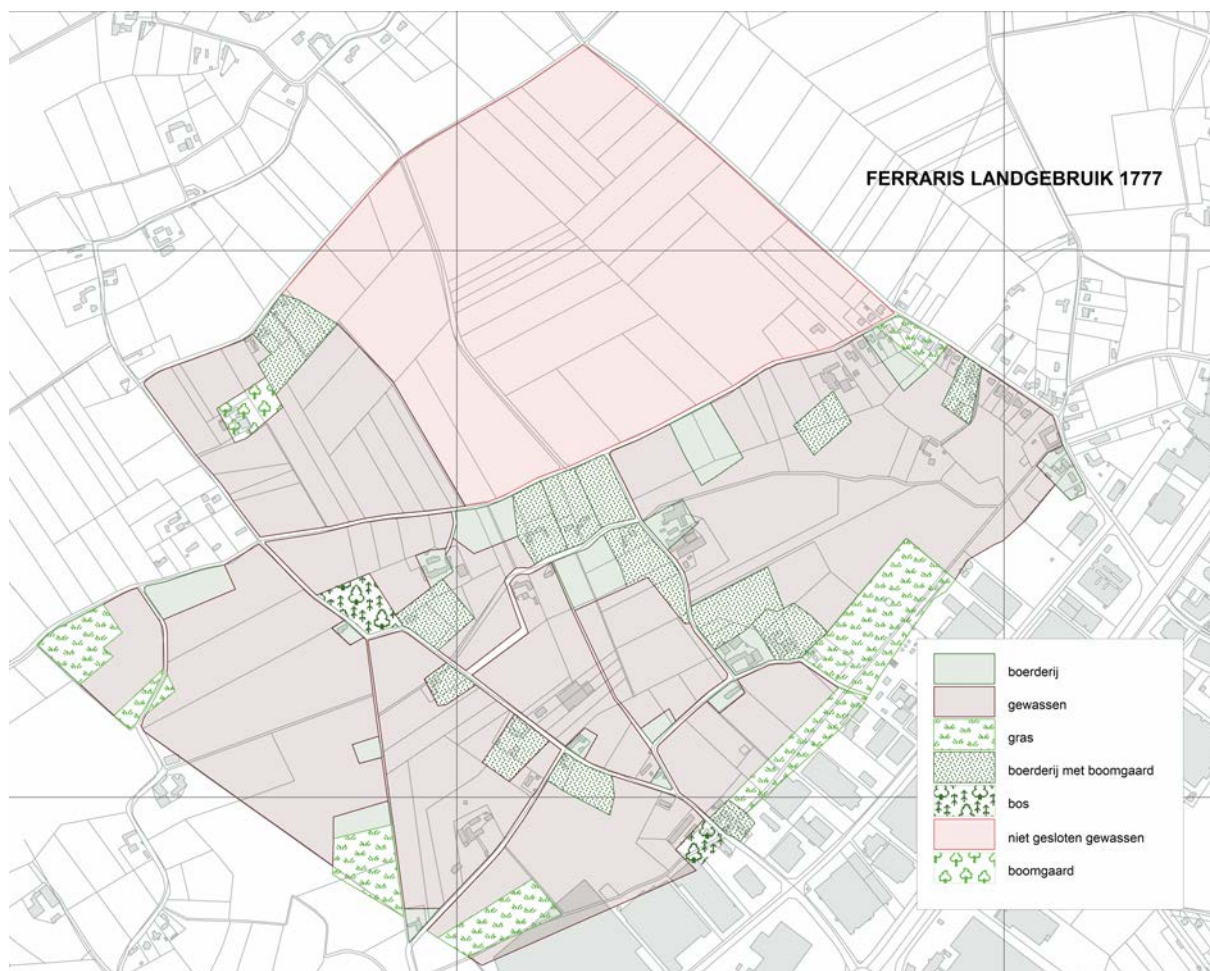 FERRARIS LANDGEBRUIK 1777
boerderij
gewassen
gras
boerderij met boomgaard
bos
niet gesloten gewassen
boomgaard